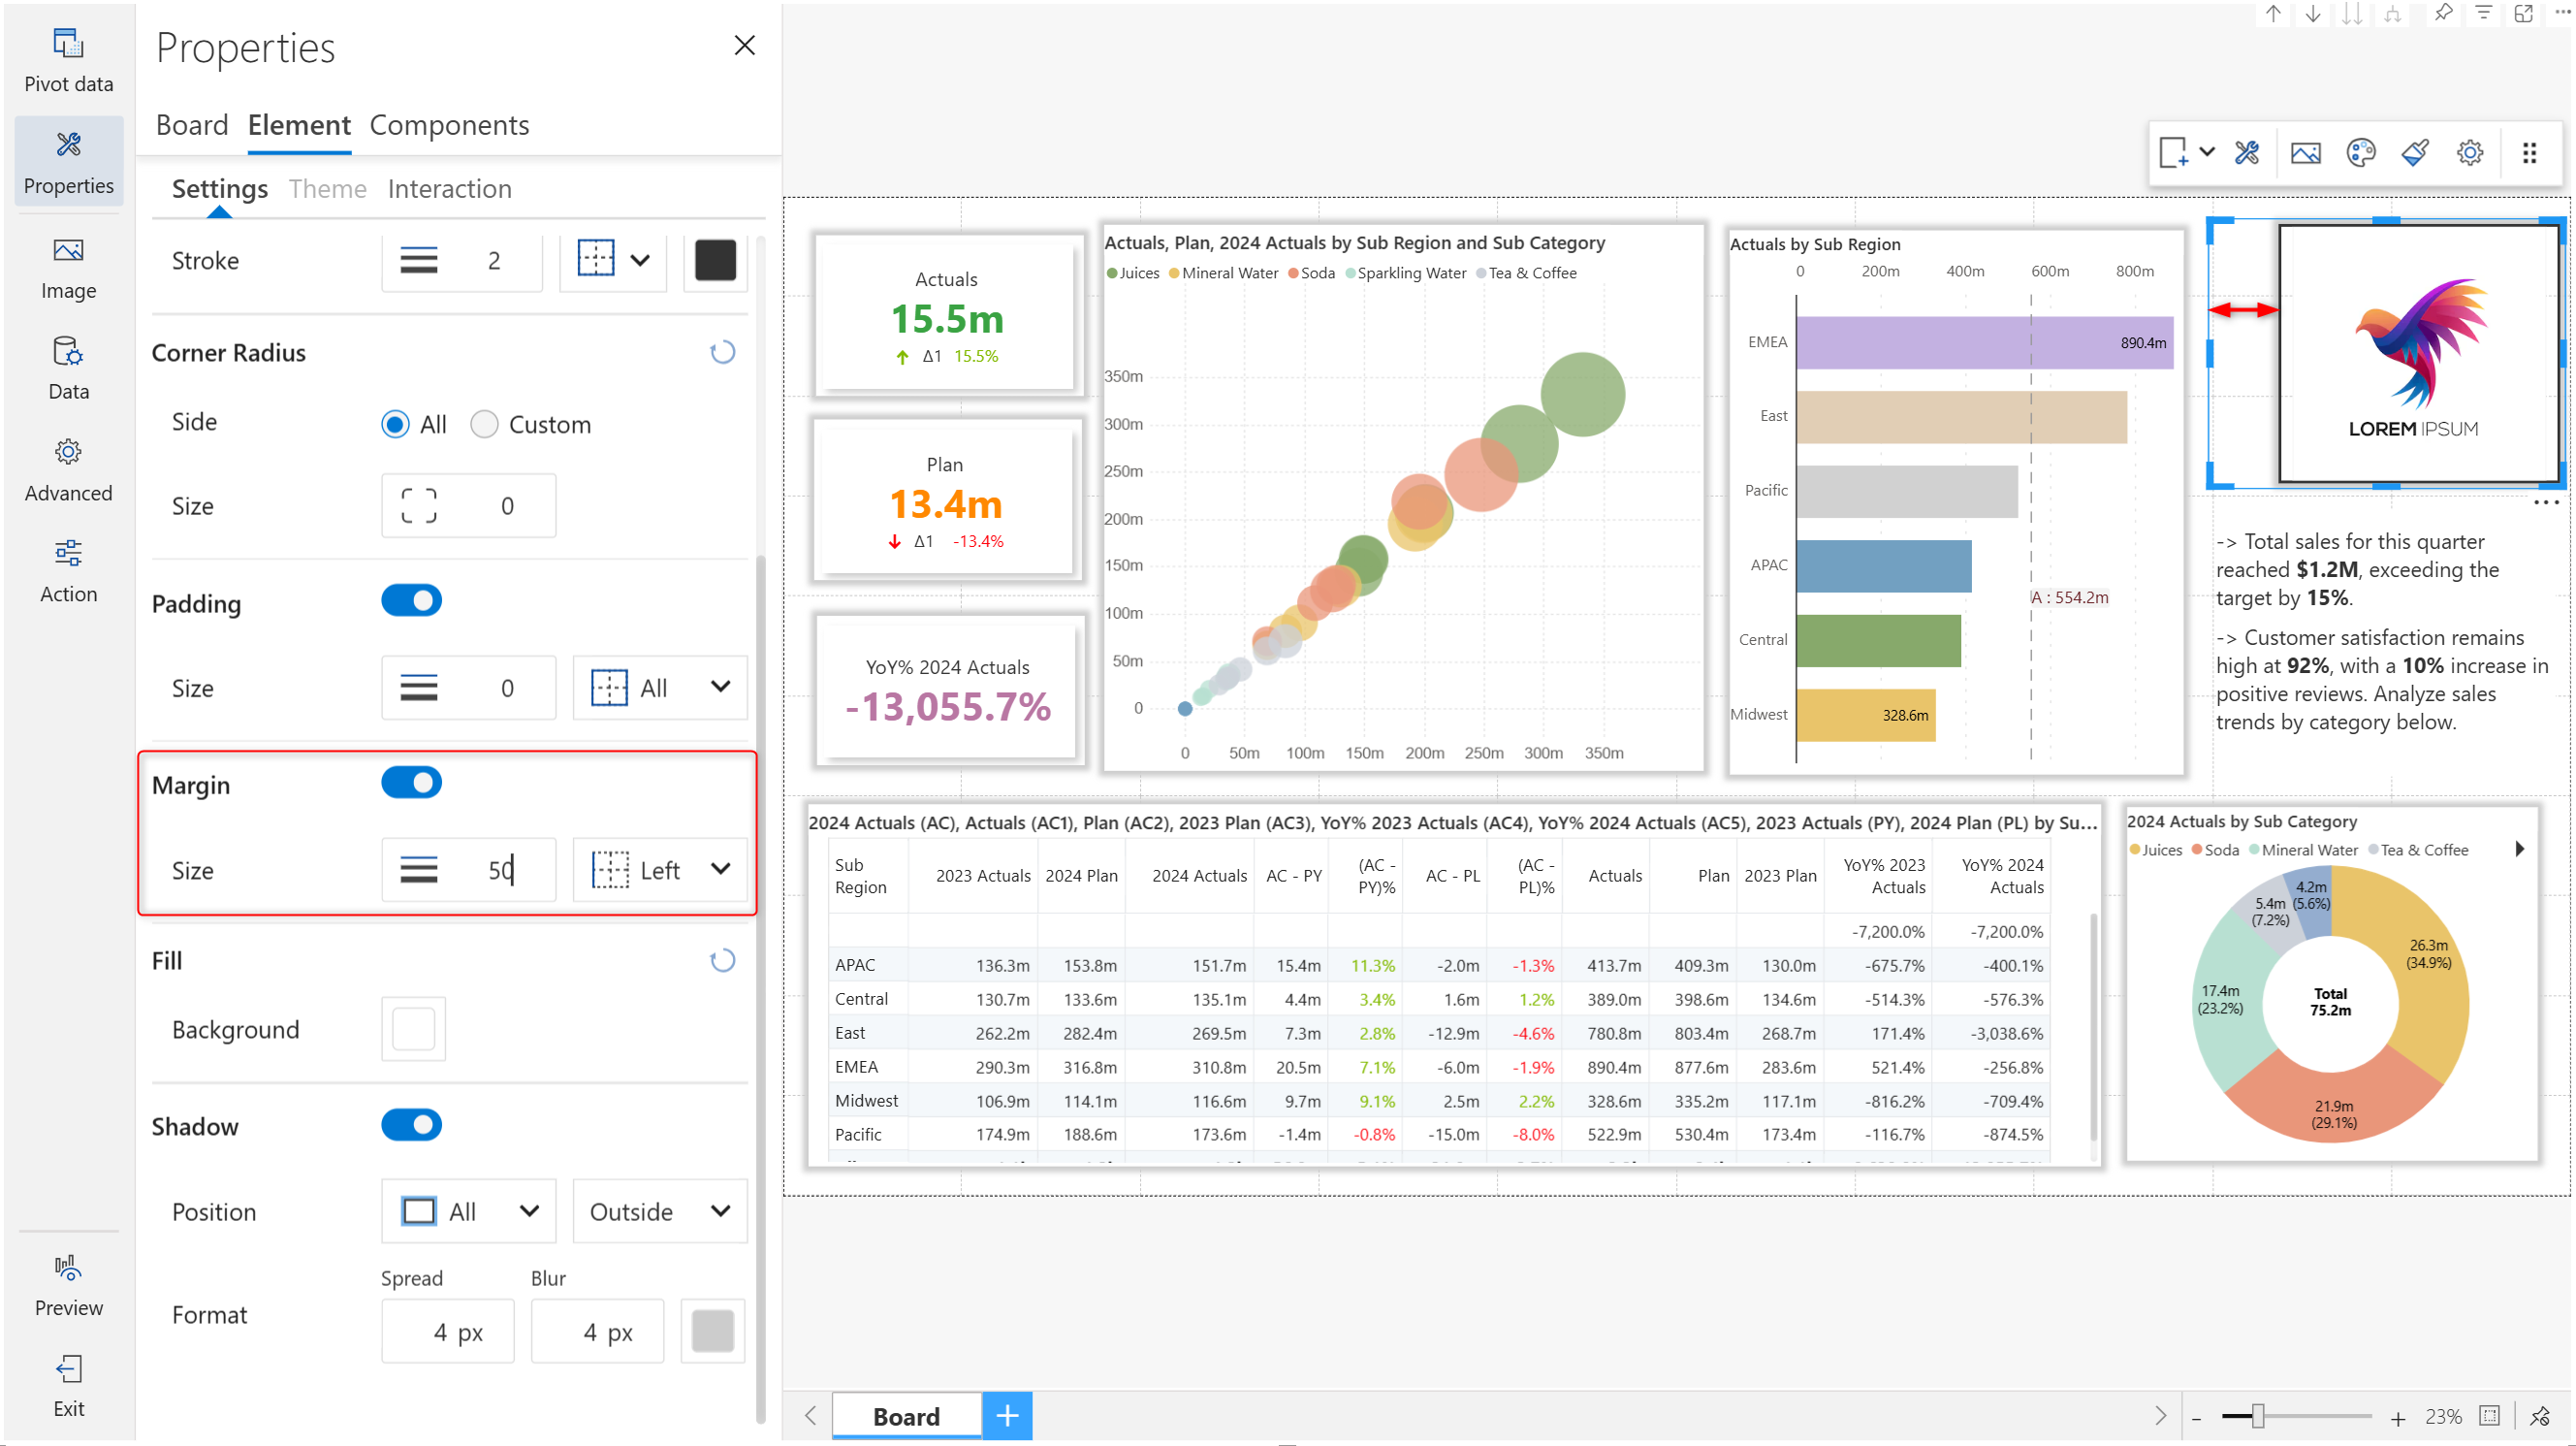 Pivot data
Properties
Image
Data
Advanced
Action
Preview
Exit
Properties
Board Element Components
Settings Theme Interaction
Stroke 2
Corner Radius
Side All Custom
Size 0
Padding
Size 0 All
Margin
Size 50 Left
Fill
Background
Shadow
Position All Outside
Spread Blur
Format 4 px 4 px
Actuals
15.5m
Δ1 15.5%
Plan
13.4m
Δ1 -13.4%
YoY% 2024 Actuals
-13,055.7%
Actuals, Plan, 2024 Actuals by Sub Region and Sub Category
Juices Mineral Water Soda Sparkling Water Tea & Coffee
350m
300m
250m
200m
150m
100m
50m
0
0 50m 100m 150m 200m 250m 300m 350m
Actuals by Sub Region
0 200m 400m 600m 800m
EMEA 890.4m
East
Pacific
APAC
A : 554.2m
Central
Midwest 328.6m
LOREM IPSUM
-> Total sales for this quarter
reached $1.2M, exceeding the
target by 15%.
-> Customer satisfaction remains
high at 92%, with a 10% increase in
positive reviews. Analyze sales
trends by category below.
2024 Actuals (AC), Actuals (AC1), Plan (AC2), 2023 Plan (AC3), YoY% 2023 Actuals (AC4), YoY% 2024 Actuals (AC5), 2023 Actuals (PY), 2024 Plan (PL) by Su...
Sub Region 2023 Actuals 2024 Plan 2024 Actuals AC - PY (AC - PY)% AC - PL (AC - PL)% Actuals Plan 2023 Plan YoY% 2023 Actuals YoY% 2024 Actuals
-7,200.0% -7,200.0%
APAC 136.3m 153.8m 151.7m 15.4m 11.3% -2.0m -1.3% 413.7m 409.3m 130.0m -675.7% -400.1%
Central 130.7m 133.6m 135.1m 4.4m 3.4% 1.6m 1.2% 389.0m 398.6m 134.6m -514.3% -576.3%
East 262.2m 282.4m 269.5m 7.3m 2.8% -12.9m -4.6% 780.8m 803.4m 268.7m 171.4% -3,038.6%
EMEA 290.3m 316.8m 310.8m 20.5m 7.1% -6.0m -1.9% 890.4m 877.6m 283.6m 521.4% -256.8%
Midwest 106.9m 114.1m 116.6m 9.7m 9.1% 2.5m 2.2% 328.6m 335.2m 117.1m -816.2% -709.4%
Pacific 174.9m 188.6m 173.6m -1.4m -0.8% -15.0m -8.0% 522.9m 530.4m 173.4m -116.7% -874.5%
2024 Actuals by Sub Category
Juices Soda Mineral Water Tea & Coffee
4.2m
(5.6%)
5.4m
(7.2%)
26.3m
(34.9%)
17.4m
(23.2%)
Total
75.2m
21.9m
(29.1%)
Board +
- + 23%